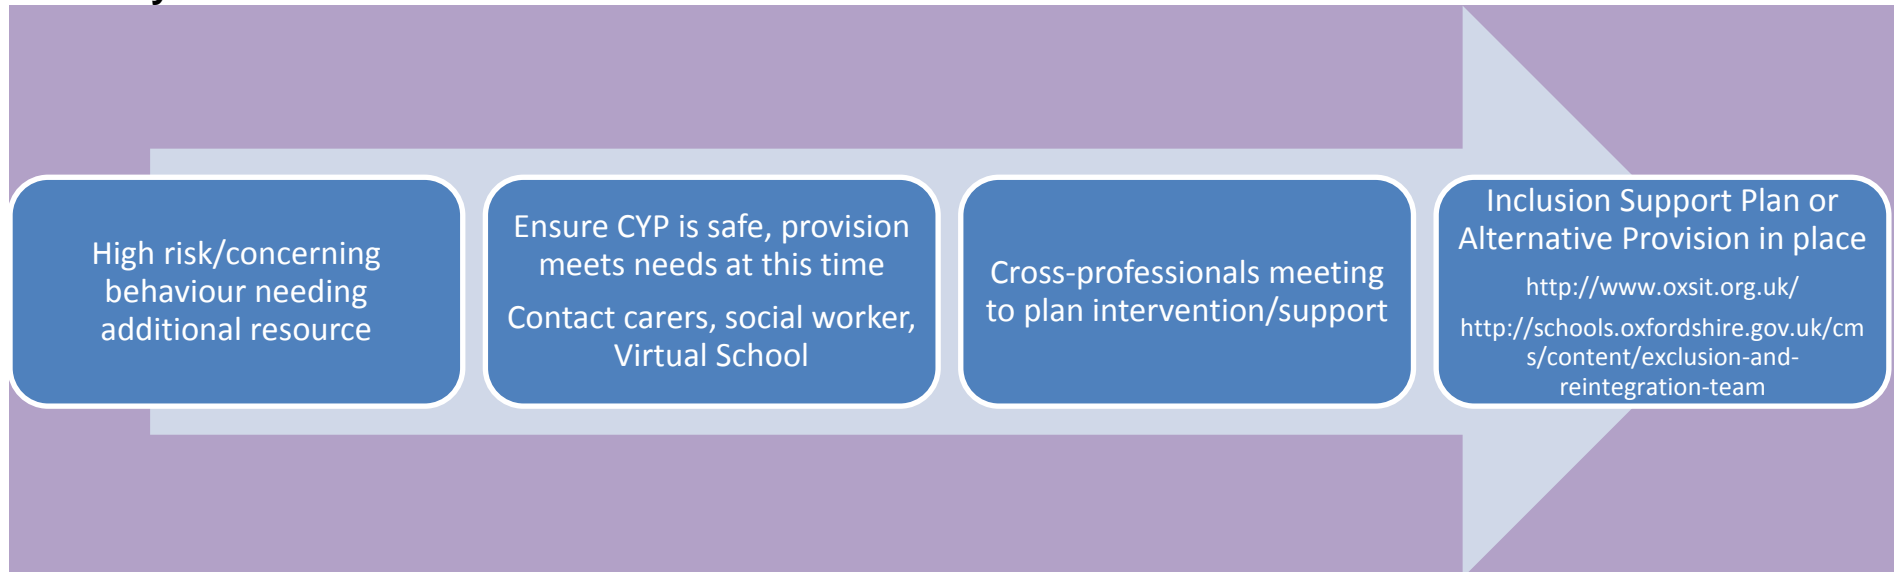 High risk/concerning
behaviour needing
additional resource
Ensure CYP is safe, provision
meets needs at this time
Contact carers, social worker,
Virtual School
Cross-professionals meeting
to plan intervention/support
Inclusion Support Plan or
Alternative Provision in place
http://www.oxsit.org.uk/
http://schools.oxfordshire.gov.uk/cm
s/content/exclusion-and-
reintegration-team